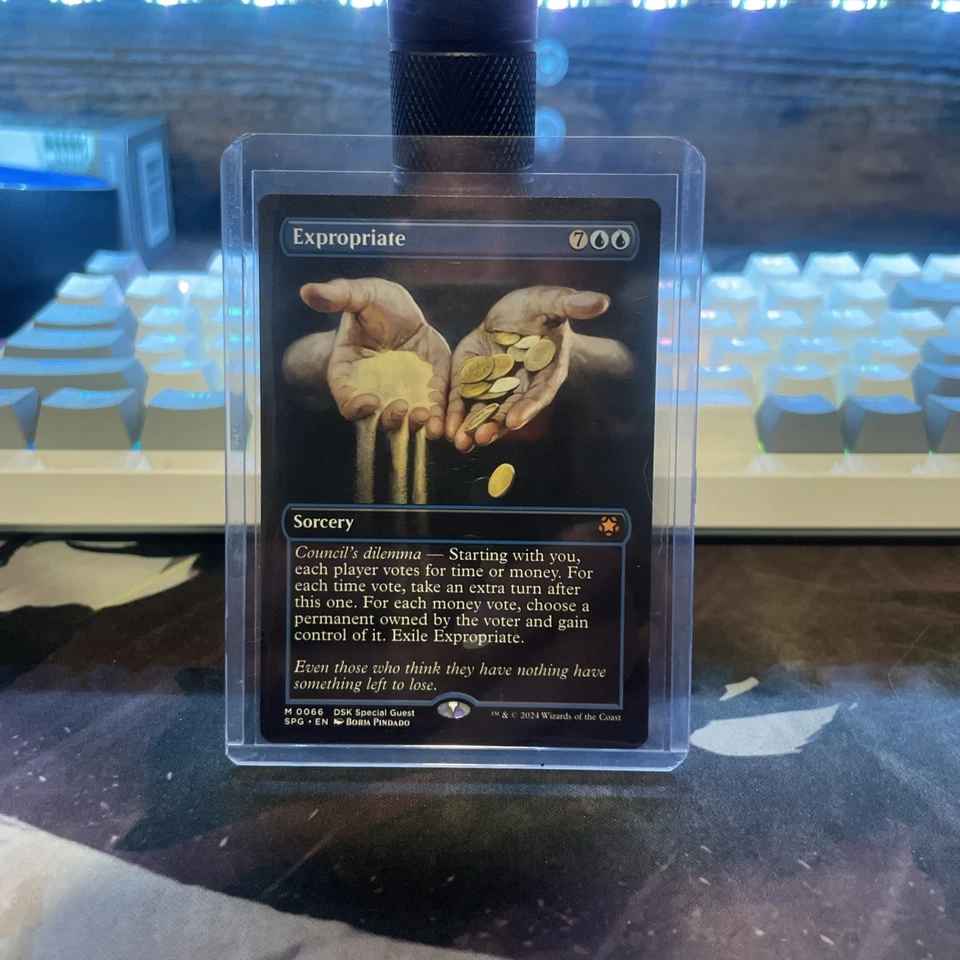 Expropriate 7
Sorcery
Council's dilemma — Starting with you,
each player votes for time or money. For
each time vote, take an extra turn after
this one. For each money vote, choose a
permanent owned by the voter and gain
control of it. Exile Expropriate.
Even those who think they have nothing have
something left to lose.
M 0066 DSK Special Guest
SPG • EN Borja Pindado
™ & © 2024 Wizards of the Coast